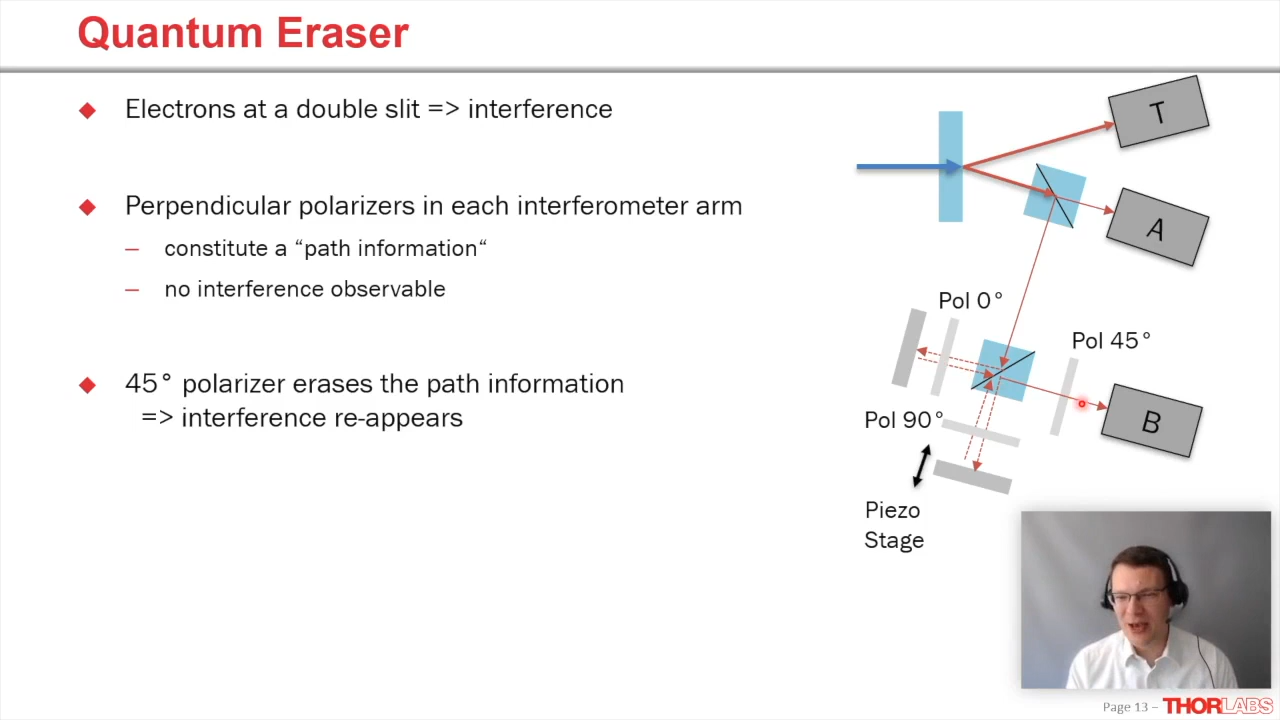 Quantum Eraser
Electrons at a double slit => interference
Perpendicular polarizers in each interferometer arm
– constitute a “path information“
– no interference observable
45° polarizer erases the path information
=> interference re-appears
T
A
Pol 0°
Pol 45°
Pol 90°
B
Piezo
Stage
Page 13 – THORLABS